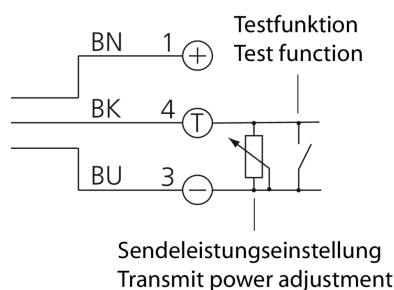 Testfunktion
Test function
BN 1 +
BK 4 T
BU 3 −
Sendeleistungseinstellung
Transmit power adjustment